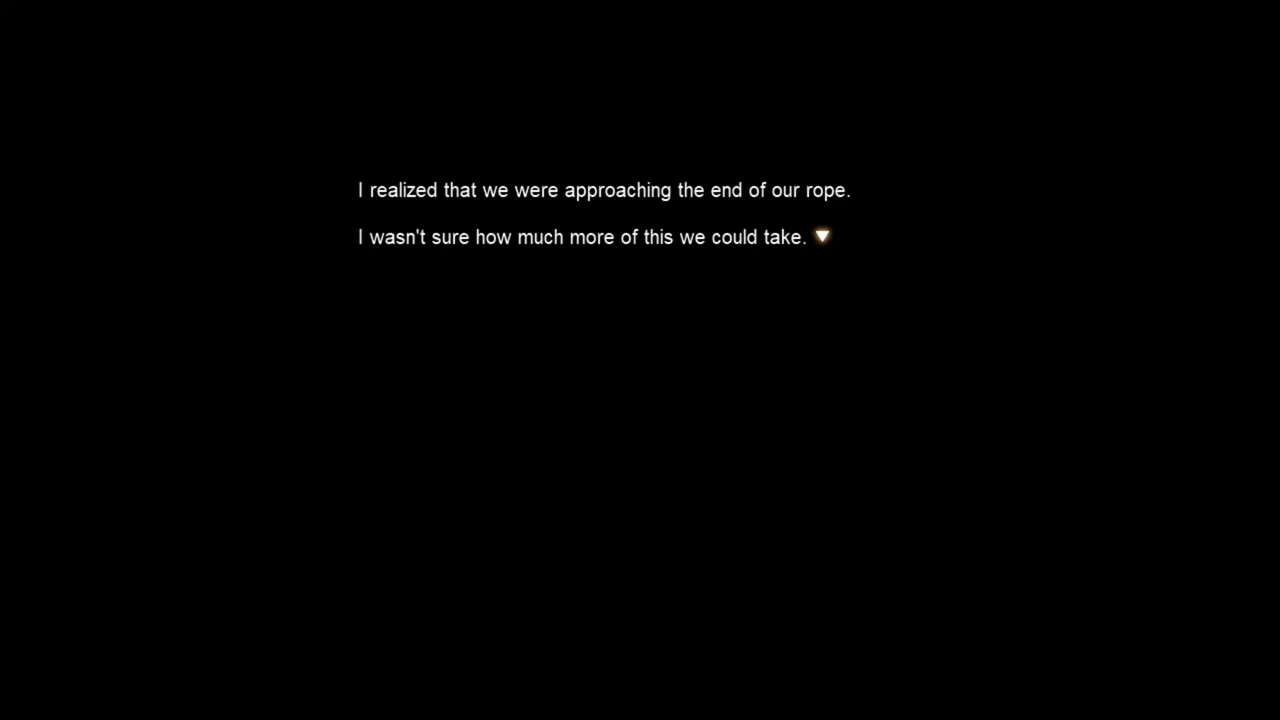 I realized that we were approaching the end of our rope.
I wasn't sure how much more of this we could take.